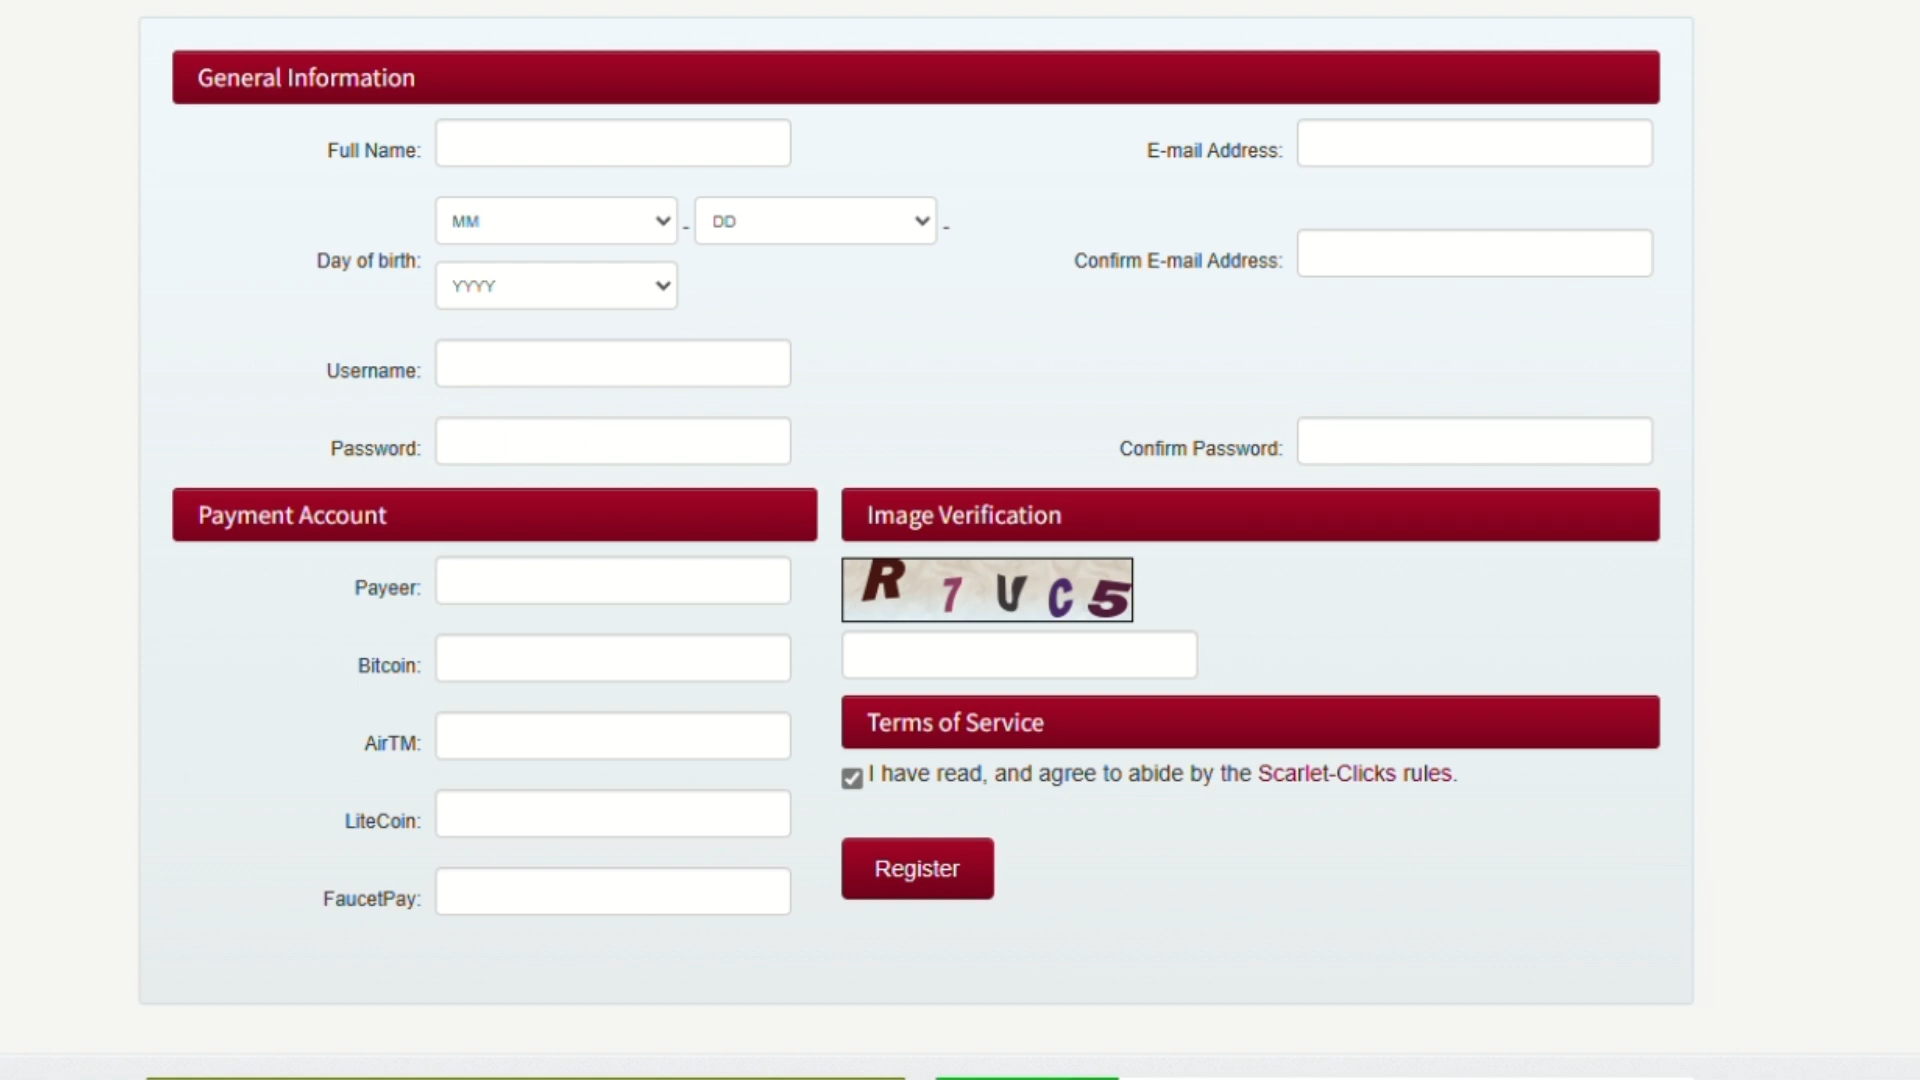 General Information
Full Name:
E-mail Address:
MM - DD -
Day of birth:
Confirm E-mail Address:
YYYY
Username:
Password:
Confirm Password:
Payment Account
Image Verification
Payeer:
R 7 U C 5
Bitcoin:
Terms of Service
AirTM:
I have read, and agree to abide by the Scarlet-Clicks rules.
LiteCoin:
Register
FaucetPay: